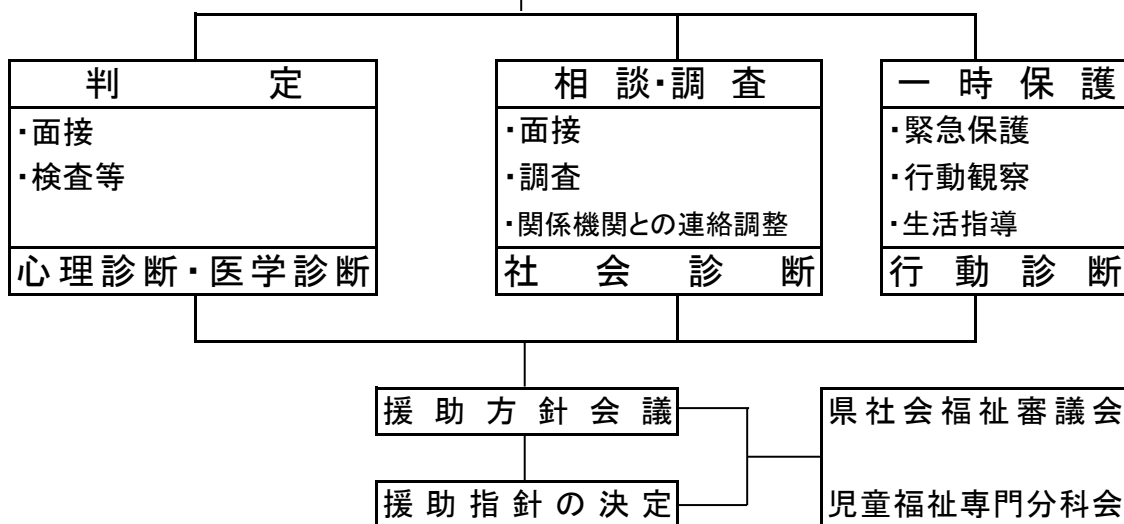 判定
・面接
・検査等
心理診断・医学診断
相談・調査
・面接
・調査
・関係機関との連絡調整
社会診断
一時保護
・緊急保護
・行動観察
・生活指導
行動診断
援助方針会議
県社会福祉審議会
援助指針の決定
児童福祉専門分科会